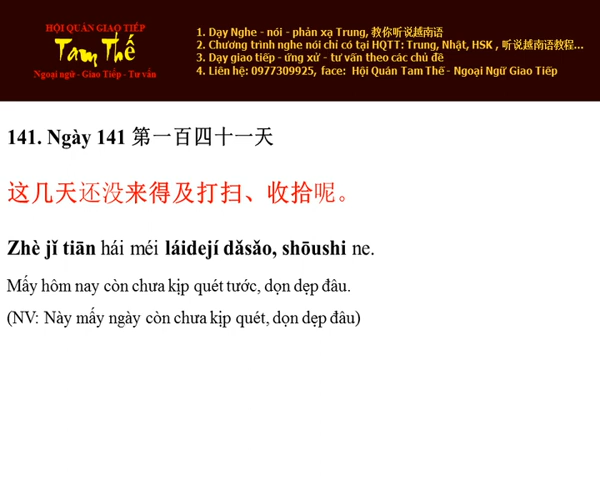 HỘI QUÁN GIAO TIẾP
Tam Thế
Ngoại ngữ - Giao Tiếp - Tư vấn
1. Dạy Nghe - nói - phản xạ Trung, 教你听说越南语
2. Chương trình nghe nói chỉ có tại HQTT: Trung, Nhật, HSK , 听说越南语教程...
3. Dạy giao tiếp - ứng xử - tư vấn theo các chủ đề
4. Liên hệ: 0977309925, face: Hội Quán Tam Thế - Ngoại Ngữ Giao Tiếp
141. Ngày 141 第一百四十一天
这几天还没来得及打扫、收拾呢。
Zhè jǐ tiān hái méi láidejí dǎsǎo, shōushi ne.
Mấy hôm nay còn chưa kịp quét tước, dọn dẹp đâu.
(NV: Này mấy ngày còn chưa kịp quét, dọn dẹp đâu)